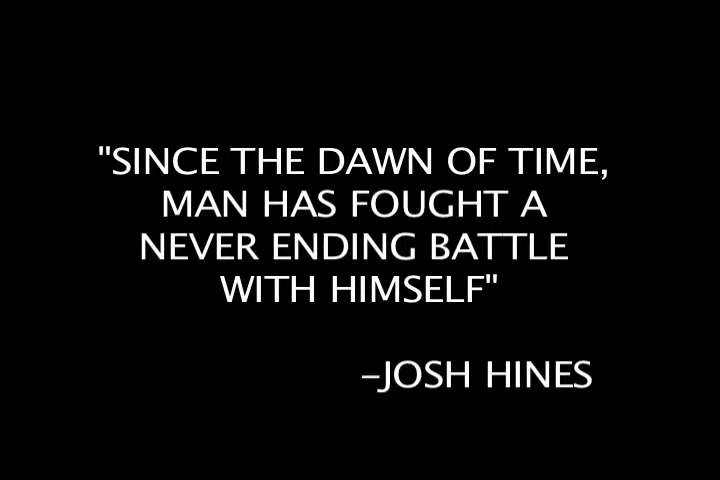 "SINCE THE DAWN OF TIME,
MAN HAS FOUGHT A
NEVER ENDING BATTLE
WITH HIMSELF"
–JOSH HINES